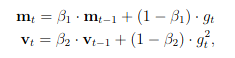 m_t = β_1 · m_{t−1} + (1 − β_1) · g_t
v_t = β_2 · v_{t−1} + (1 − β_2) · g_t^2,